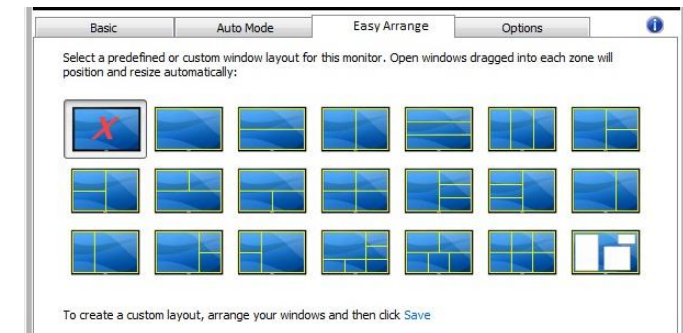 Basic Auto Mode Easy Arrange Options
Select a predefined or custom window layout for this monitor. Open windows dragged into each zone will
position and resize automatically:
To create a custom layout, arrange your windows and then click Save